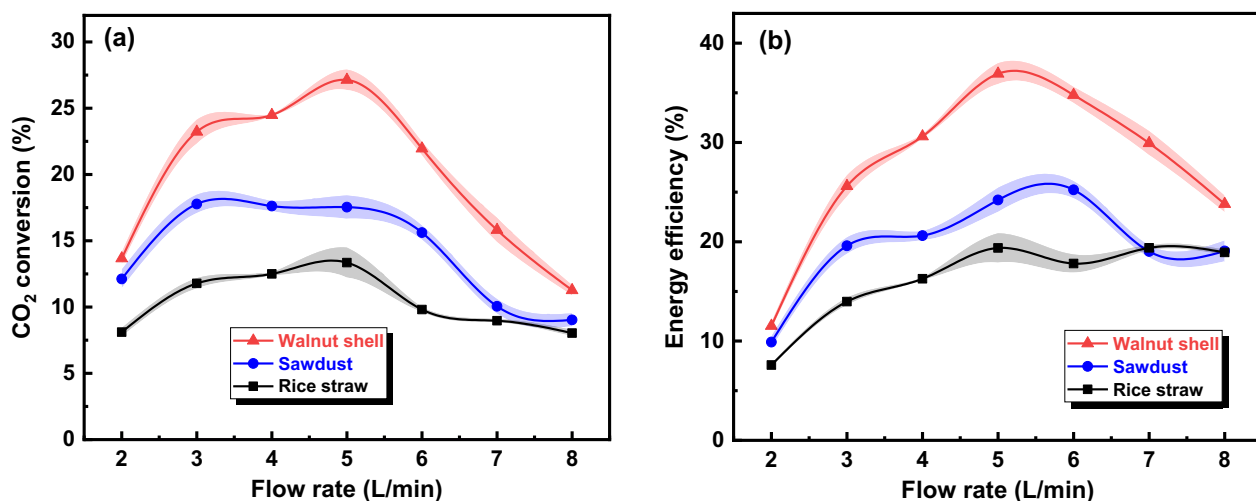 (a)
CO₂ conversion (%)
30
25
20
15
10
5
0
Walnut shell
Sawdust
Rice straw
2 3 4 5 6 7 8
Flow rate (L/min)
(b)
Energy efficiency (%)
40
30
20
10
0
Walnut shell
Sawdust
Rice straw
2 3 4 5 6 7 8
Flow rate (L/min)